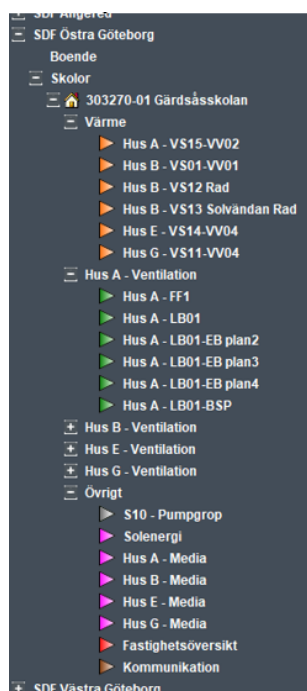 SDF Angered
SDF Östra Göteborg
Boende
Skolor
303270-01 Gärdsåsskolan
Värme
Hus A - VS15-VV02
Hus B - VS01-VV01
Hus B - VS12 Rad
Hus B - VS13 Solvändan Rad
Hus E - VS14-VV04
Hus G - VS11-VV04
Hus A - Ventilation
Hus A - FF1
Hus A - LB01
Hus A - LB01-EB plan2
Hus A - LB01-EB plan3
Hus A - LB01-EB plan4
Hus A - LB01-BSP
Hus B - Ventilation
Hus E - Ventilation
Hus G - Ventilation
Övrigt
S10 - Pumpgrop
Solenergi
Hus A - Media
Hus B - Media
Hus E - Media
Hus G - Media
Fastighetsöversikt
Kommunikation
SDF Västra Göteborg